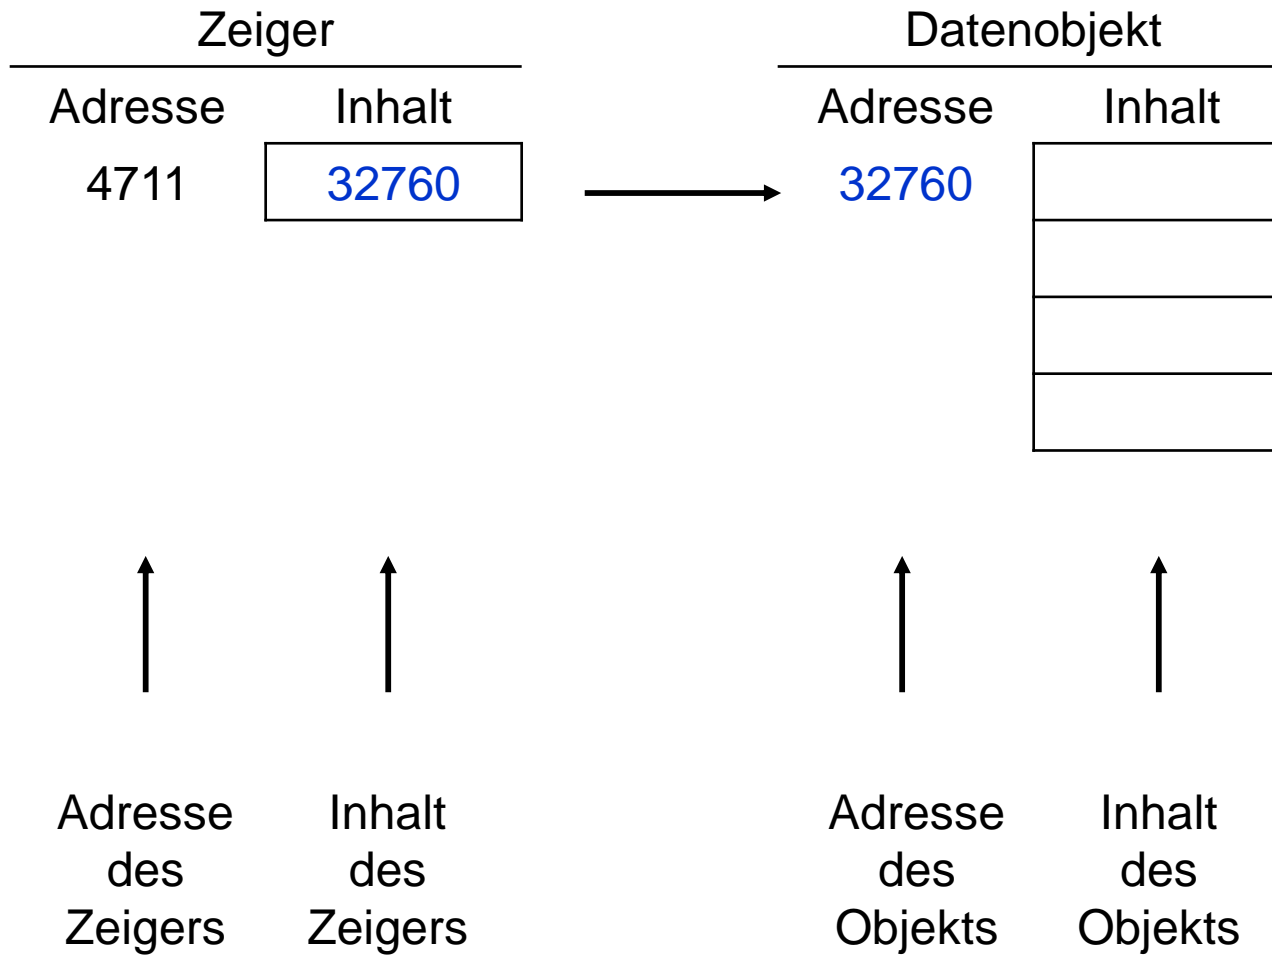 Zeiger
Datenobjekt
Adresse
Inhalt
Adresse
Inhalt
4711
32760
32760
Adresse
des
Zeigers
Inhalt
des
Zeigers
Adresse
des
Objekts
Inhalt
des
Objekts